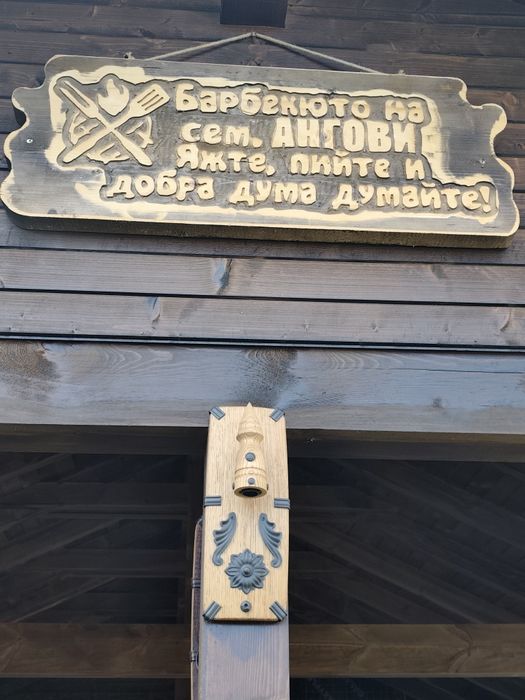 Барбекюто на
сем. АНГОВИ
Яжте, пийте и
добра дума думайте!